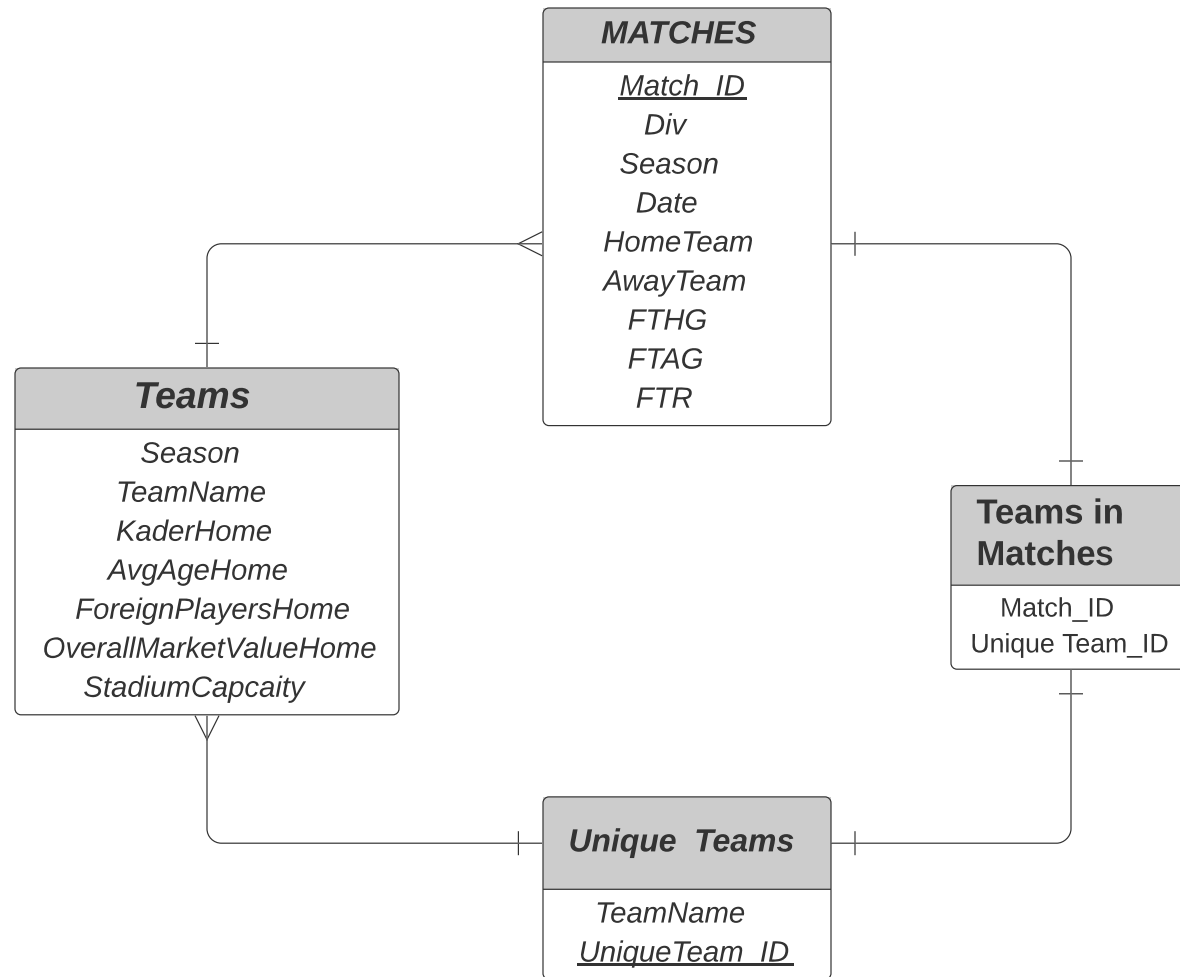 MATCHES
Match_ID
Div
Season
Date
HomeTeam
AwayTeam
FTHG
FTAG
FTR
Teams
Season
TeamName
KaderHome
AvgAgeHome
ForeignPlayersHome
OverallMarketValueHome
StadiumCapcaity
Teams in
Matches
Match_ID
Unique Team_ID
Unique Teams
TeamName
UniqueTeam_ID